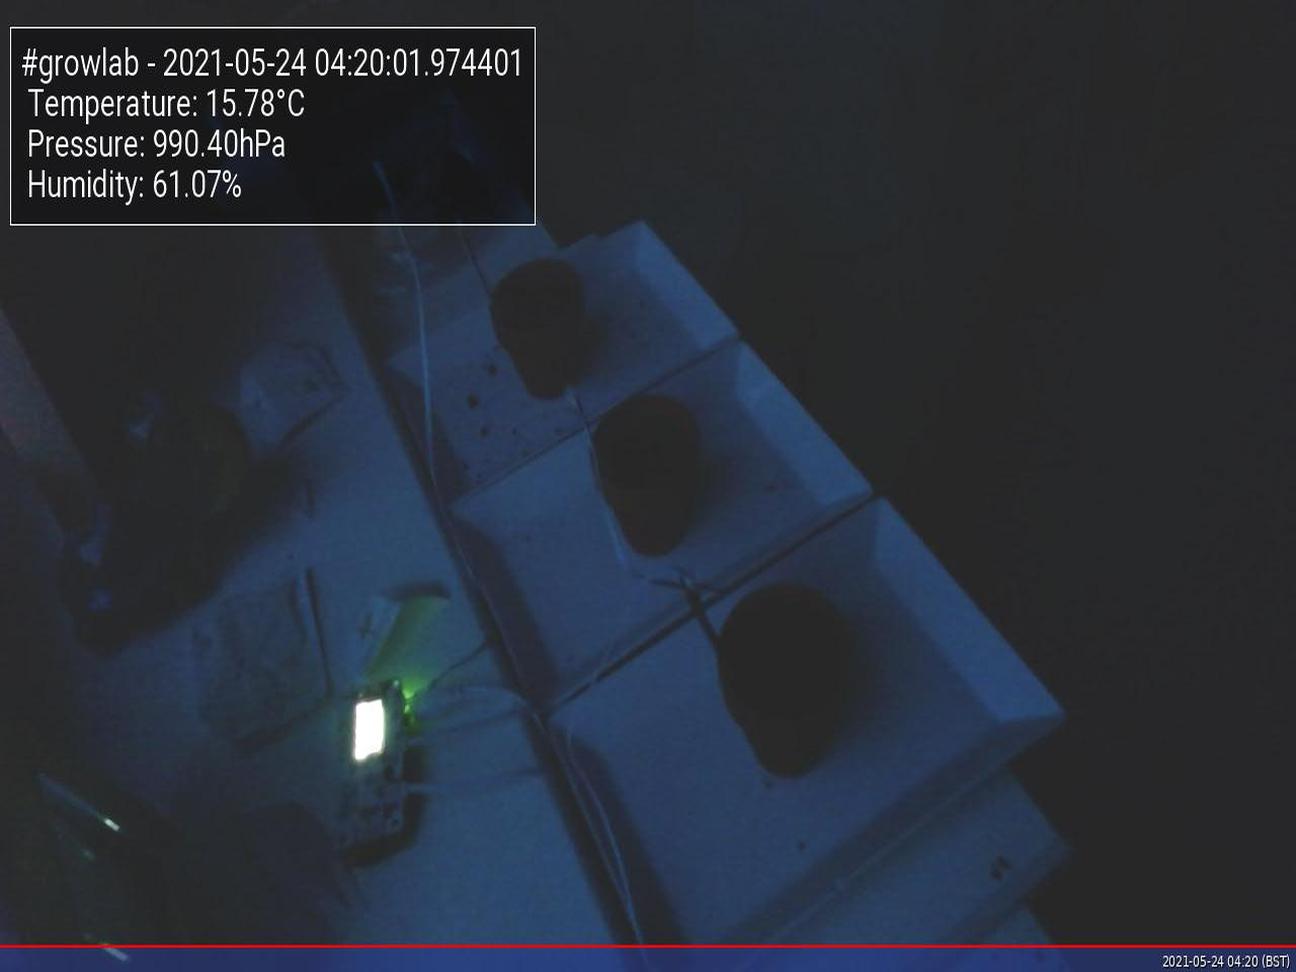 #growlab - 2021-05-24 04:20:01.974401
Temperature: 15.78°C
Pressure: 990.40hPa
Humidity: 61.07%
2021-05-24 04:20 (BST)